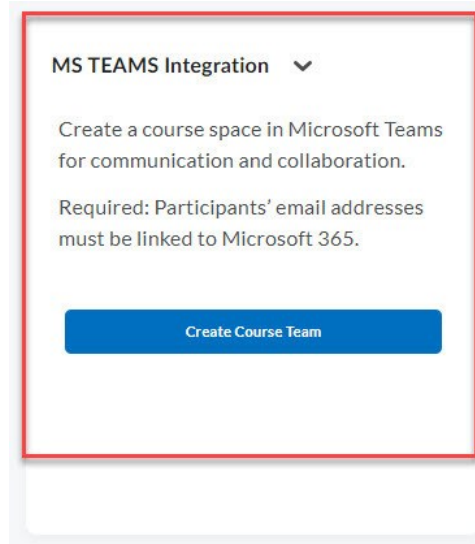 MS TEAMS Integration
Create a course space in Microsoft Teams
for communication and collaboration.
Required: Participants’ email addresses
must be linked to Microsoft 365.
Create Course Team